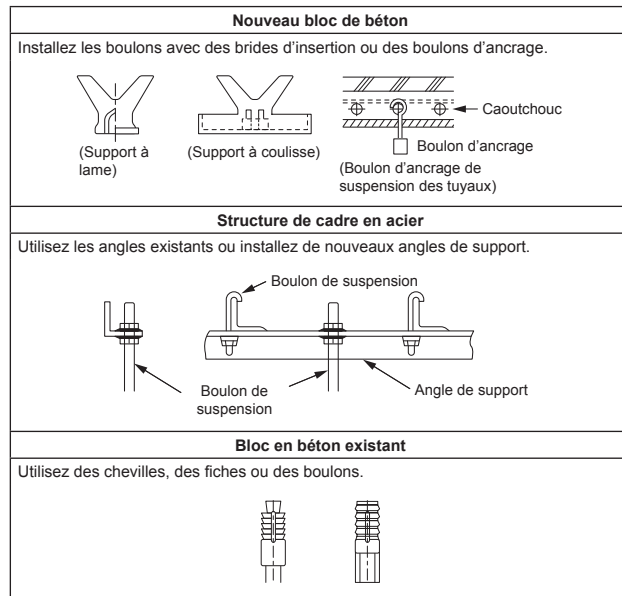 Nouveau bloc de béton
Installez les boulons avec des brides d'insertion ou des boulons d'ancrage.
(Support à
lame)
(Support à coulisse)
Caoutchouc
Boulon d'ancrage
(Boulon d'ancrage de
suspension des tuyaux)
Structure de cadre en acier
Utilisez les angles existants ou installez de nouveaux angles de support.
Boulon de suspension
Boulon de
suspension
Angle de support
Bloc en béton existant
Utilisez des chevilles, des fiches ou des boulons.